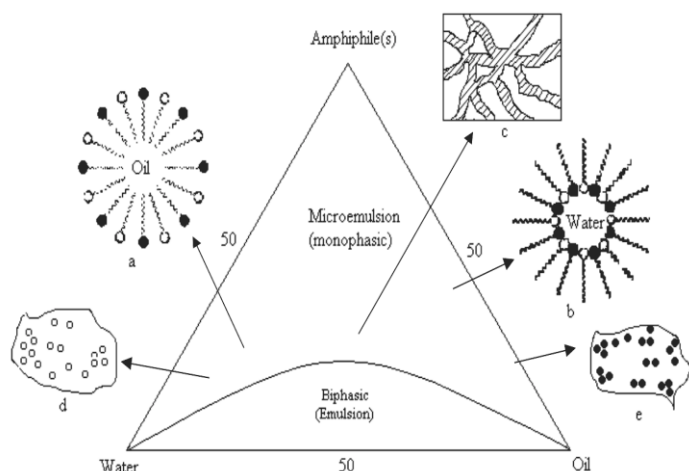 Amphiphile(s)
c
Oil
a
Microemulsion
(monophasic)
50
50
Water
b
d
Biphasic
(Emulsion)
e
Water
50
Oil